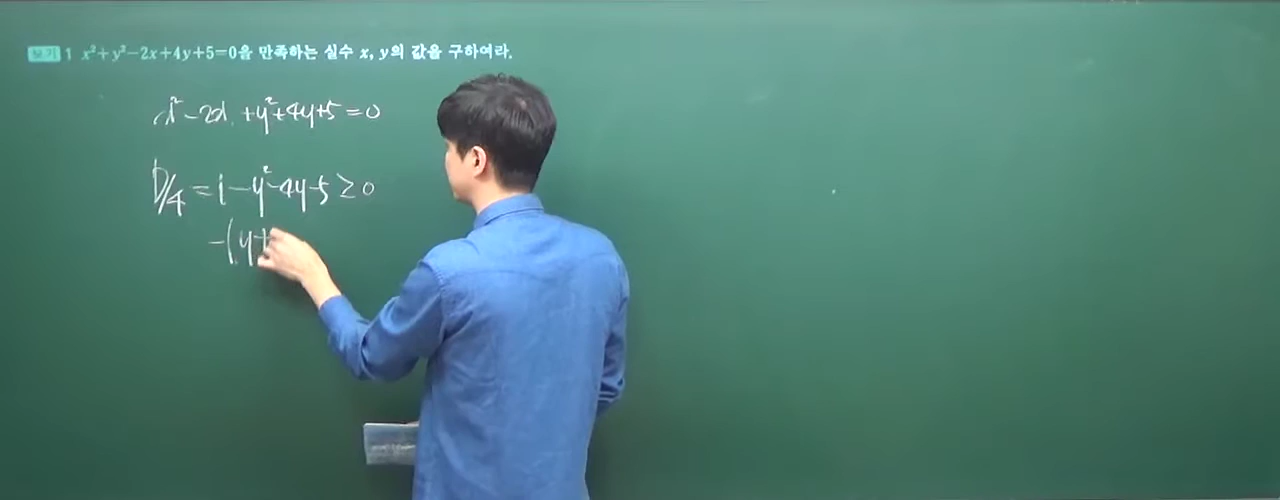 보기 1 x²+y²-2x+4y+5=0을 만족하는 실수 x, y의 값을 구하여라.
x²-2x+y²+4y+5=0
D/4=1-y²-4y-5≥0
-(y+